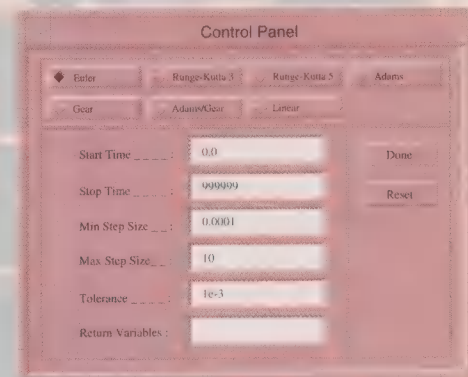 Control Panel
Euler Runge-Kutta 3 Runge-Kutta 5 Adams
Gear Adams/Gear Linear
Start Time _ _ _ _ : 0.0 Done
Stop Time _ _ _ _ : 999999 Reset
Min Step Size _ _ : 0.0001
Max Step Size_ _ : 10
Tolerance _ _ _ _ : 1e-3
Return Variables :